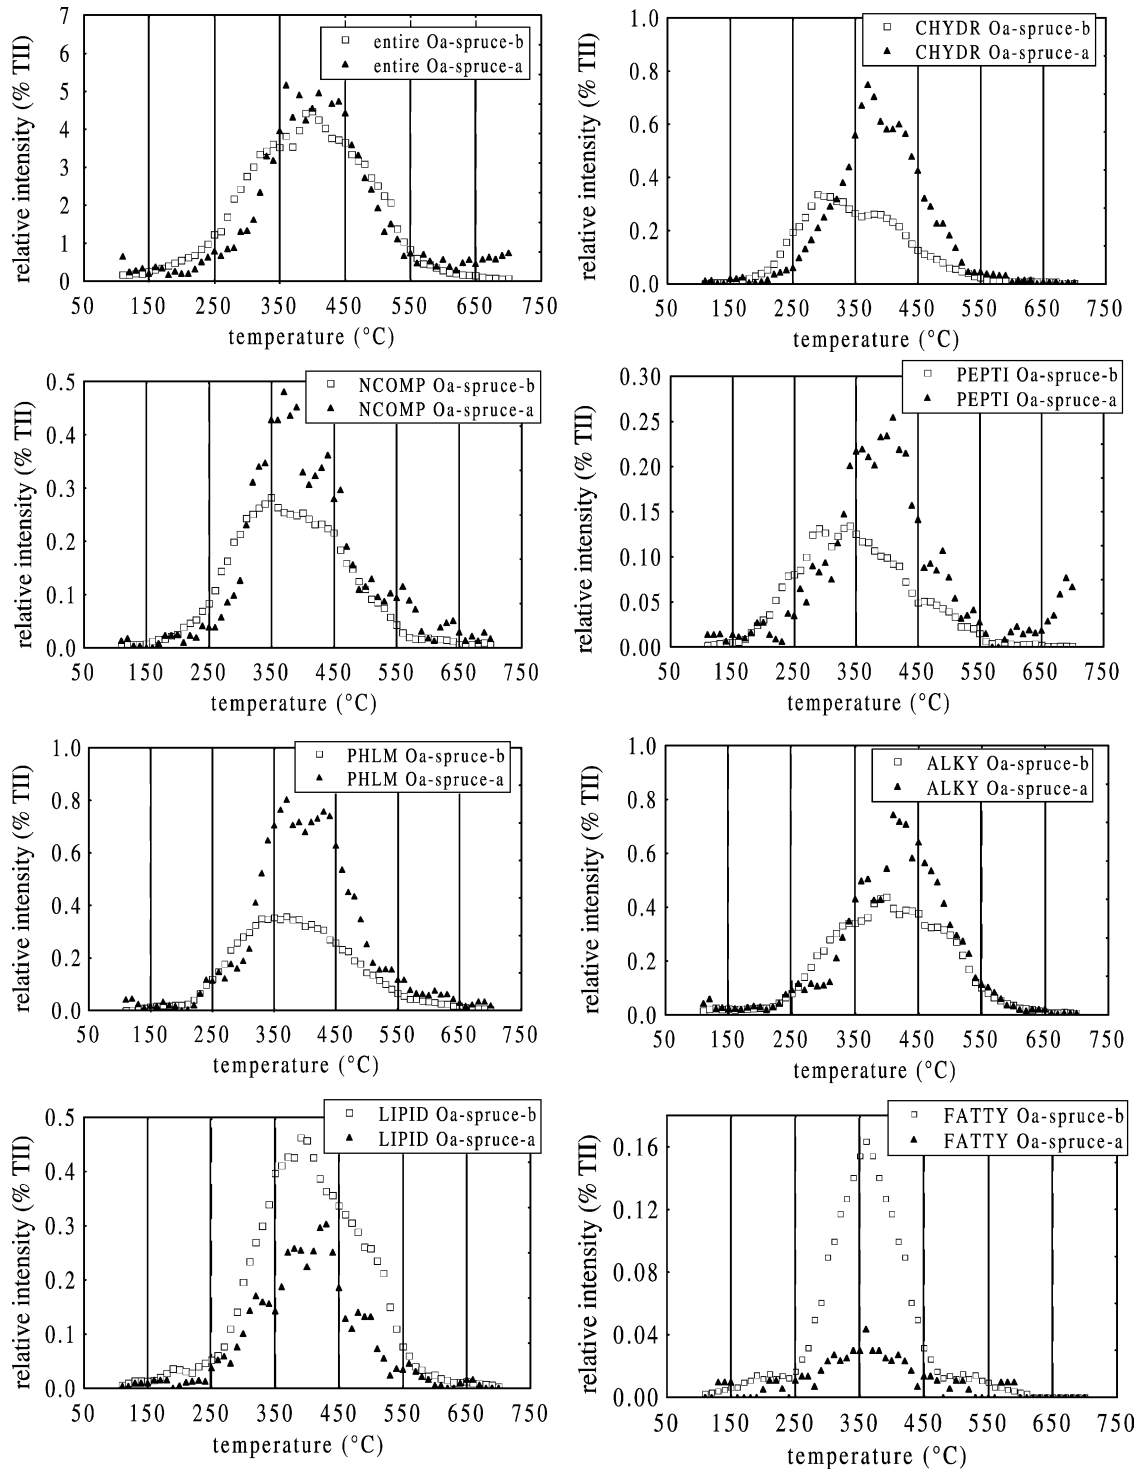 7
6
5
4
3
2
1
0
relative intensity (% TII)
entire Oa-spruce-b
entire Oa-spruce-a
50 150 250 350 450 550 650 750
temperature (°C)
1.0
0.8
0.6
0.4
0.2
0.0
relative intensity (% TII)
CHYDR Oa-spruce-b
CHYDR Oa-spruce-a
50 150 250 350 450 550 650 750
temperature (°C)
0.5
0.4
0.3
0.2
0.1
0.0
relative intensity (% TII)
NCOMP Oa-spruce-b
NCOMP Oa-spruce-a
50 150 250 350 450 550 650 750
temperature (°C)
0.30
0.25
0.20
0.15
0.10
0.05
0.00
relative intensity (% TII)
PEPTI Oa-spruce-b
PEPTI Oa-spruce-a
50 150 250 350 450 550 650 750
temperature (°C)
1.0
0.8
0.6
0.4
0.2
0.0
relative intensity (% TII)
PHLM Oa-spruce-b
PHLM Oa-spruce-a
50 150 250 350 450 550 650 750
temperature (°C)
1.0
0.8
0.6
0.4
0.2
0.0
relative intensity (% TII)
ALKY Oa-spruce-b
ALKY Oa-spruce-a
50 150 250 350 450 550 650 750
temperature (°C)
0.5
0.4
0.3
0.2
0.1
0.0
relative intensity (% TII)
LIPID Oa-spruce-b
LIPID Oa-spruce-a
50 150 250 350 450 550 650 750
temperature (°C)
0.16
0.12
0.08
0.04
0.00
relative intensity (% TII)
FATTY Oa-spruce-b
FATTY Oa-spruce-a
50 150 250 350 450 550 650 750
temperature (°C)